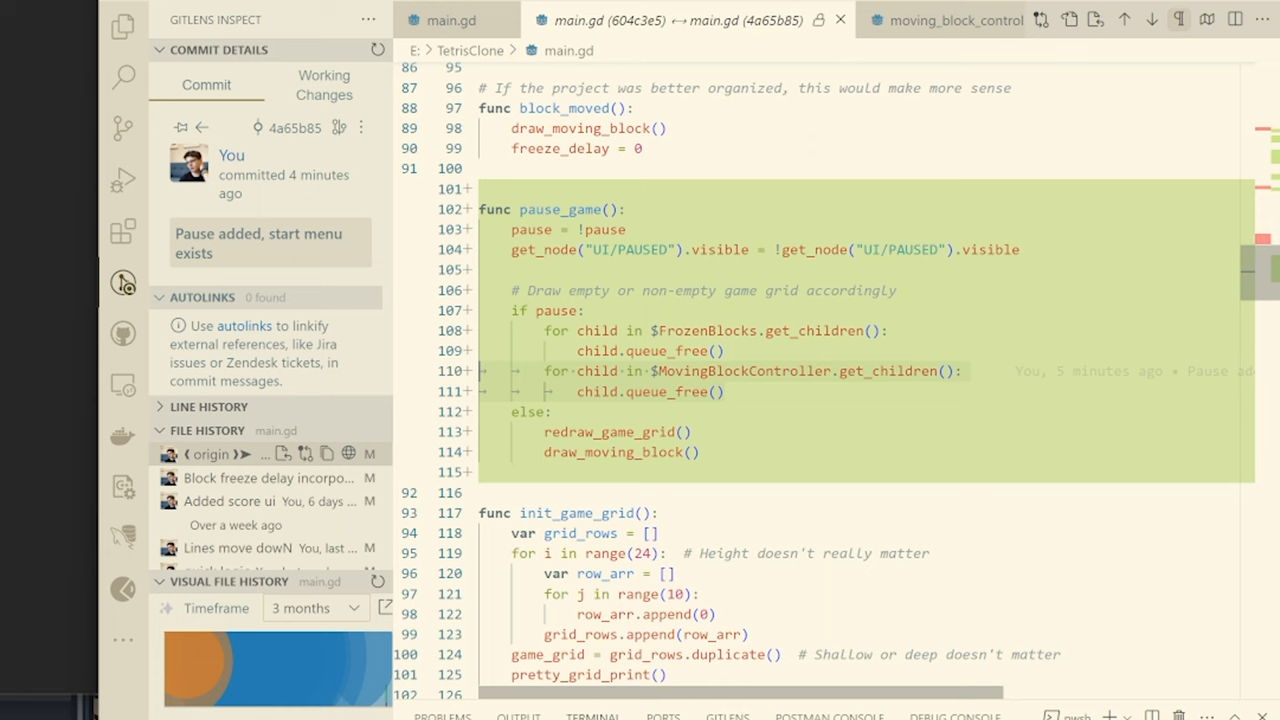 GITLENS INSPECT
COMMIT DETAILS
Commit
Working Changes
4a65b85
You
committed 4 minutes ago
Pause added, start menu exists
AUTOLINKS 0 found
Use autolinks to linkify
external references, like Jira
issues or Zendesk tickets, in
commit messages.
LINE HISTORY
FILE HISTORY main.gd
origin ... M
Block freeze delay incorpo... M
Added score ui You, 6 days ... M
Over a week ago
Lines move dowN You, last ... M
VISUAL FILE HISTORY main.gd
Timeframe 3 months
main.gd
main.gd (604c3e5) ↔ main.gd (4a65b85)
moving_block_control
E: > TetrisClone > main.gd
86 95
87 96 # If the project was better organized, this would make more sense
88 97 func block_moved():
89 98 draw_moving_block()
90 99 freeze_delay = 0
91 100
101+
102+ func pause_game():
103+ pause = !pause
104+ get_node("UI/PAUSED").visible = !get_node("UI/PAUSED").visible
105+
106+ # Draw empty or non-empty game grid accordingly
107+ if pause:
108+ for child in $FrozenBlocks.get_children():
109+ child.queue_free()
110+ for child in $MovingBlockController.get_children(): You, 5 minutes ago • Pause ad
111+ child.queue_free()
112+ else:
113+ redraw_game_grid()
114+ draw_moving_block()
115+
92 116
93 117 func init_game_grid():
94 118 var grid_rows = []
95 119 for i in range(24): # Height doesn't really matter
96 120 var row_arr = []
97 121 for j in range(10):
98 122 row_arr.append(0)
99 123 grid_rows.append(row_arr)
100 124 game_grid = grid_rows.duplicate() # Shallow or deep doesn't matter
101 125 pretty_grid_print()
102 126
PROBLEMS OUTPUT TERMINAL PORTS GITLENS POSTMAN CONSOLE DEBUG CONSOLE pwsh